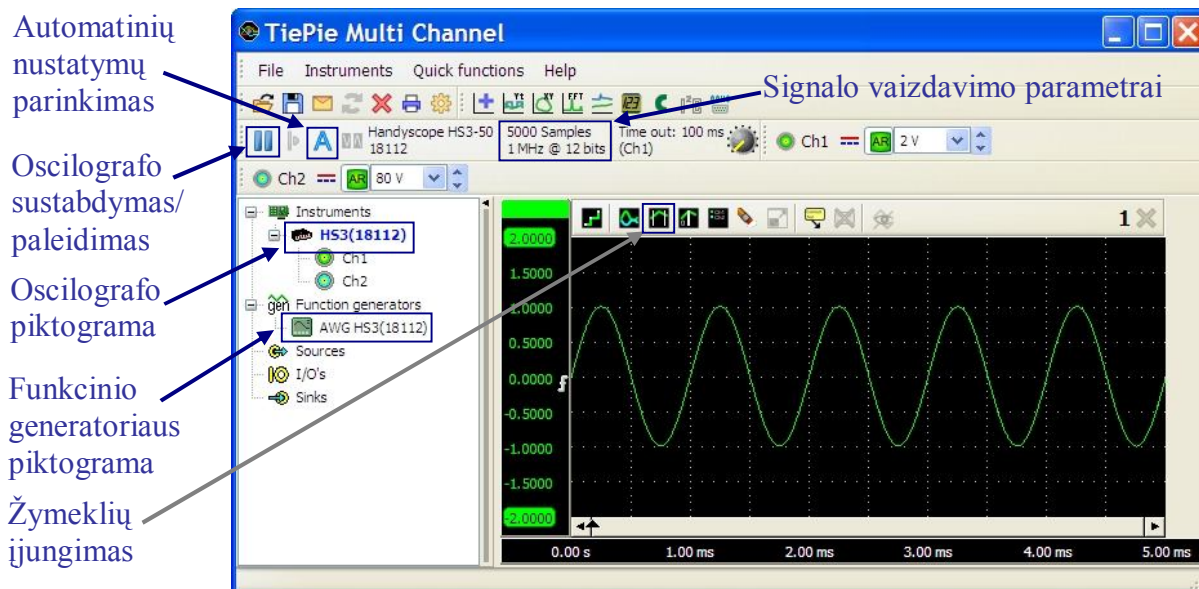 Automatinių
nustatymų
parinkimas
Oscilografo
sustabdymas/
paleidimas
Oscilografo
piktograma
Funkcinio
generatoriaus
piktograma
Žymeklių
įjungimas
TiePie Multi Channel
File Instruments Quick functions Help
Signalo vaizdavimo parametrai
Handyscope HS3-50
18112
5000 Samples
1 MHz @ 12 bits
Time out: 100 ms
(Ch1)
Ch1 AR 2 V
Ch2 AR 80 V
Instruments
HS3(18112)
Ch1
Ch2
gen Function generators
AWG HS3(18112)
Sources
I/O's
Sinks
1
2.0000
1.5000
1.0000
0.5000
0.0000
-0.5000
-1.0000
-1.5000
-2.0000
0.00 s 1.00 ms 2.00 ms 3.00 ms 4.00 ms 5.00 ms